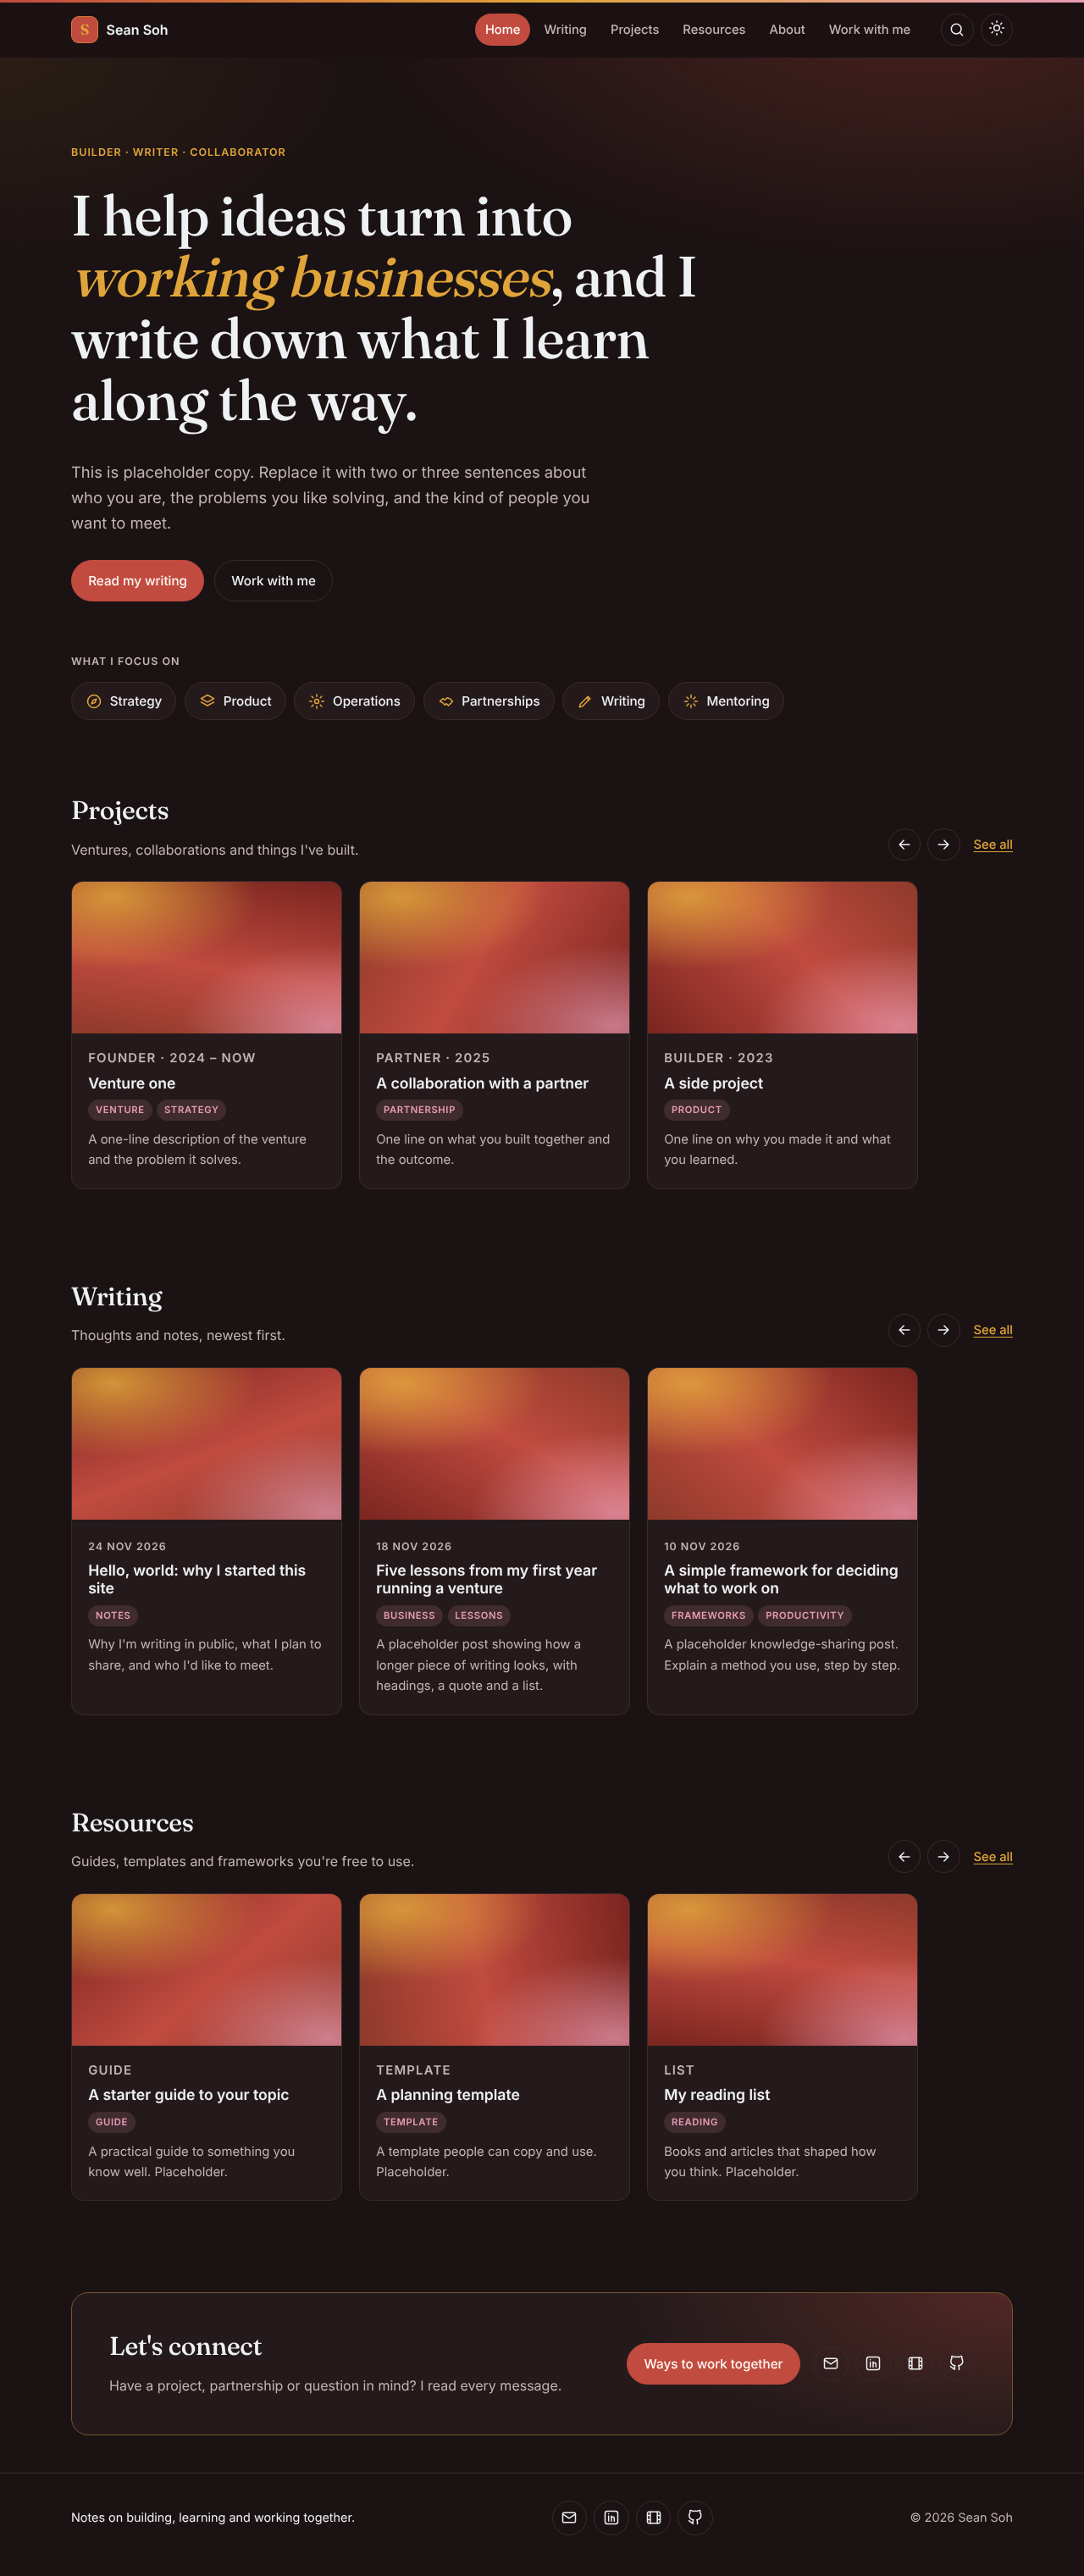 S Sean Soh
Home Writing Projects Resources About Work with me
BUILDER · WRITER · COLLABORATOR
I help ideas turn into
working businesses, and I
write down what I learn
along the way.
This is placeholder copy. Replace it with two or three sentences about
who you are, the problems you like solving, and the kind of people you
want to meet.
Read my writing Work with me
WHAT I FOCUS ON
Strategy Product Operations Partnerships Writing Mentoring
Projects
Ventures, collaborations and things I've built.
See all
FOUNDER · 2024 – NOW
Venture one
VENTURE STRATEGY
A one-line description of the venture
and the problem it solves.
PARTNER · 2025
A collaboration with a partner
PARTNERSHIP
One line on what you built together and
the outcome.
BUILDER · 2023
A side project
PRODUCT
One line on why you made it and what
you learned.
Writing
Thoughts and notes, newest first.
See all
24 NOV 2026
Hello, world: why I started this
site
NOTES
Why I'm writing in public, what I plan to
share, and who I'd like to meet.
18 NOV 2026
Five lessons from my first year
running a venture
BUSINESS LESSONS
A placeholder post showing how a
longer piece of writing looks, with
headings, a quote and a list.
10 NOV 2026
A simple framework for deciding
what to work on
FRAMEWORKS PRODUCTIVITY
A placeholder knowledge-sharing post.
Explain a method you use, step by step.
Resources
Guides, templates and frameworks you're free to use.
See all
GUIDE
A starter guide to your topic
GUIDE
A practical guide to something you
know well. Placeholder.
TEMPLATE
A planning template
TEMPLATE
A template people can copy and use.
Placeholder.
LIST
My reading list
READING
Books and articles that shaped how
you think. Placeholder.
Let's connect
Have a project, partnership or question in mind? I read every message.
Ways to work together
Notes on building, learning and working together.
© 2026 Sean Soh